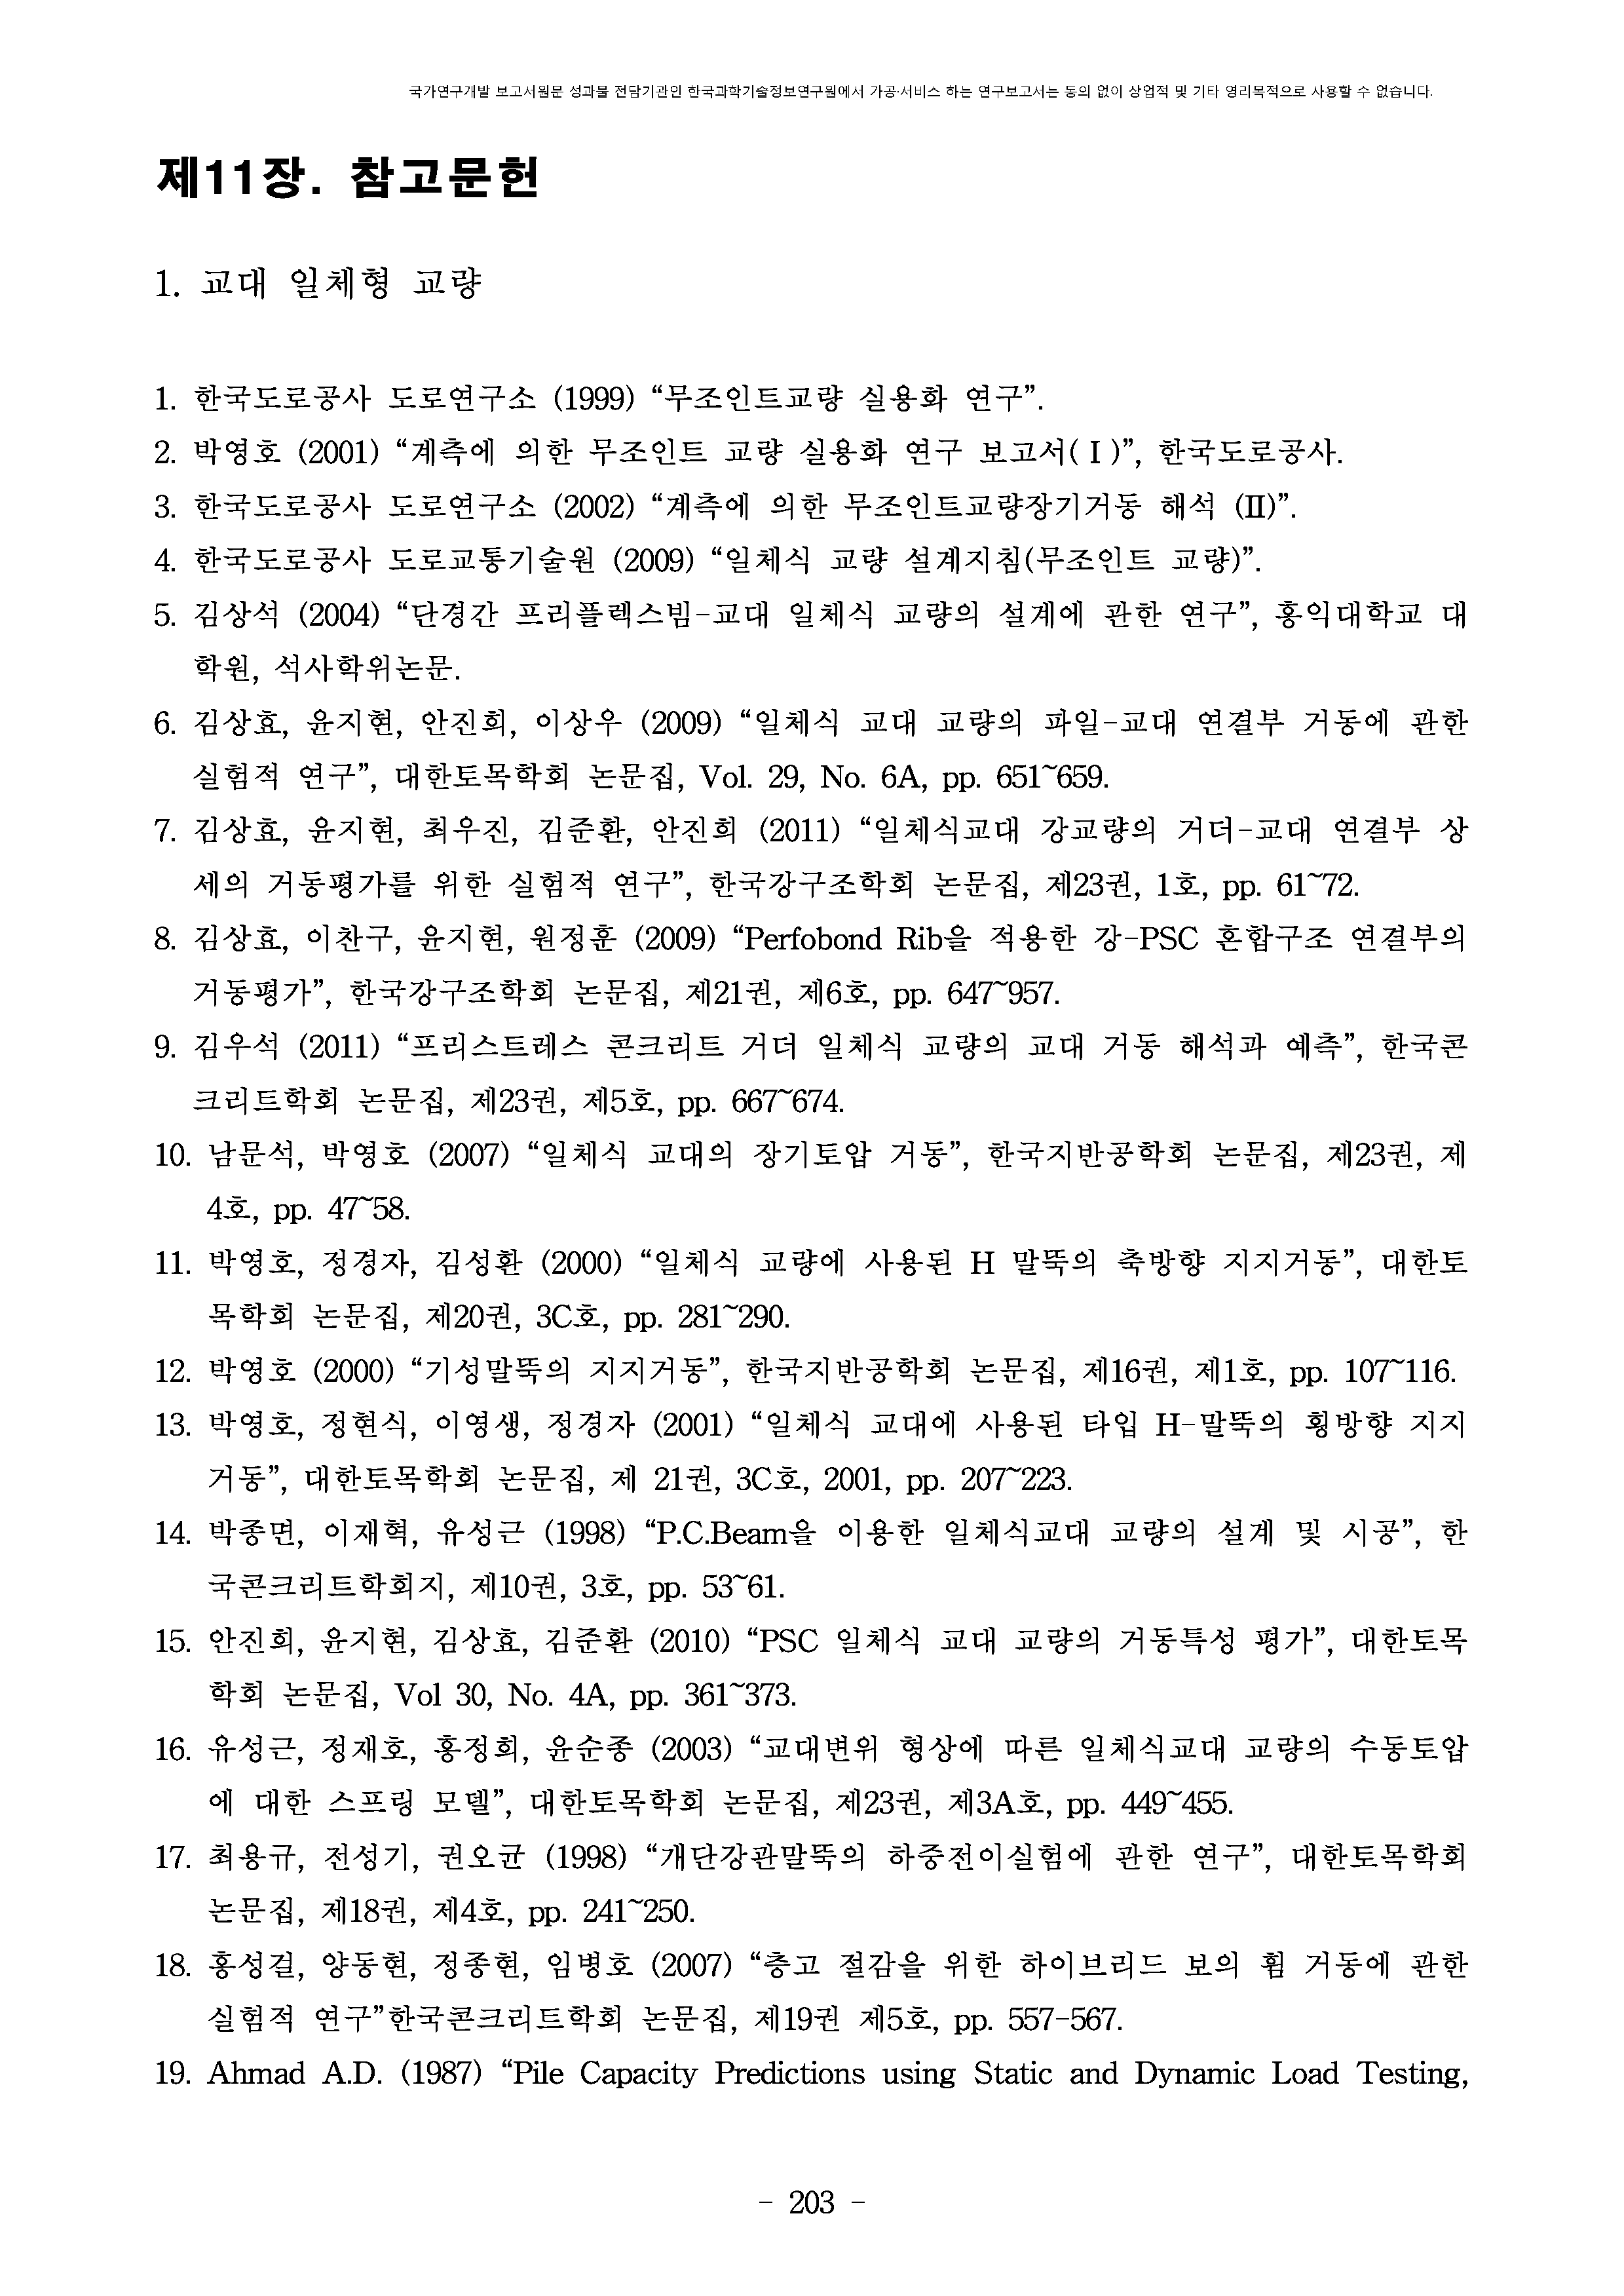 국가연구개발 보고서원문 성과물 전담기관인 한국과학기술정보연구원에서 가공·서비스 하는 연구보고서는 동의 없이 상업적 및 기타 영리목적으로 사용할 수 없습니다.
제11장. 참고문헌
1. 교대 일체형 교량
1. 한국도로공사 도로연구소 (1999) “무조인트교량 실용화 연구”.
2. 박영호 (2001) “계측에 의한 무조인트 교량 실용화 연구 보고서(Ⅰ)”, 한국도로공사.
3. 한국도로공사 도로연구소 (2002) “계측에 의한 무조인트교량장기거동 해석 (Ⅱ)”.
4. 한국도로공사 도로교통기술원 (2009) “일체식 교량 설계지침(무조인트 교량)”.
5. 김상석 (2004) “단경간 프리플렉스빔-교대 일체식 교량의 설계에 관한 연구”, 홍익대학교 대
학원, 석사학위논문.
6. 김상효, 윤지현, 안진희, 이상우 (2009) “일체식 교대 교량의 파일-교대 연결부 거동에 관한
실험적 연구”, 대한토목학회 논문집, Vol. 29, No. 6A, pp. 651~659.
7. 김상효, 윤지현, 최우진, 김준환, 안진희 (2011) “일체식교대 강교량의 거더-교대 연결부 상
세의 거동평가를 위한 실험적 연구”, 한국강구조학회 논문집, 제23권, 1호, pp. 61~72.
8. 김상효, 이찬구, 윤지현, 원정훈 (2009) “Perfobond Rib을 적용한 강-PSC 혼합구조 연결부의
거동평가”, 한국강구조학회 논문집, 제21권, 제6호, pp. 647~957.
9. 김우석 (2011) “프리스트레스 콘크리트 거더 일체식 교량의 교대 거동 해석과 예측”, 한국콘
크리트학회 논문집, 제23권, 제5호, pp. 667~674.
10. 남문석, 박영호 (2007) “일체식 교대의 장기토압 거동”, 한국지반공학회 논문집, 제23권, 제
4호, pp. 47~58.
11. 박영호, 정경자, 김성환 (2000) “일체식 교량에 사용된 H 말뚝의 축방향 지지거동”, 대한토
목학회 논문집, 제20권, 3C호, pp. 281~290.
12. 박영호 (2000) “기성말뚝의 지지거동”, 한국지반공학회 논문집, 제16권, 제1호, pp. 107~116.
13. 박영호, 정현식, 이영생, 정경자 (2001) “일체식 교대에 사용된 타입 H-말뚝의 횡방향 지지
거동”, 대한토목학회 논문집, 제 21권, 3C호, 2001, pp. 207~223.
14. 박종면, 이재혁, 유성근 (1998) “P.C.Beam을 이용한 일체식교대 교량의 설계 및 시공”, 한
국콘크리트학회지, 제10권, 3호, pp. 53~61.
15. 안진희, 윤지현, 김상효, 김준환 (2010) “PSC 일체식 교대 교량의 거동특성 평가”, 대한토목
학회 논문집, Vol 30, No. 4A, pp. 361~373.
16. 유성근, 정재호, 홍정희, 윤순종 (2003) “교대변위 형상에 따른 일체식교대 교량의 수동토압
에 대한 스프링 모델”, 대한토목학회 논문집, 제23권, 제3A호, pp. 449~455.
17. 최용규, 전성기, 권오균 (1998) “개단강관말뚝의 하중전이실험에 관한 연구”, 대한토목학회
논문집, 제18권, 제4호, pp. 241~250.
18. 홍성걸, 양동현, 정종현, 임병호 (2007) “층고 절감을 위한 하이브리드 보의 휨 거동에 관한
실험적 연구”한국콘크리트학회 논문집, 제19권 제5호, pp. 557-567.
19. Ahmad A.D. (1987) “Pile Capacity Predictions using Static and Dynamic Load Testing,
- 203 -